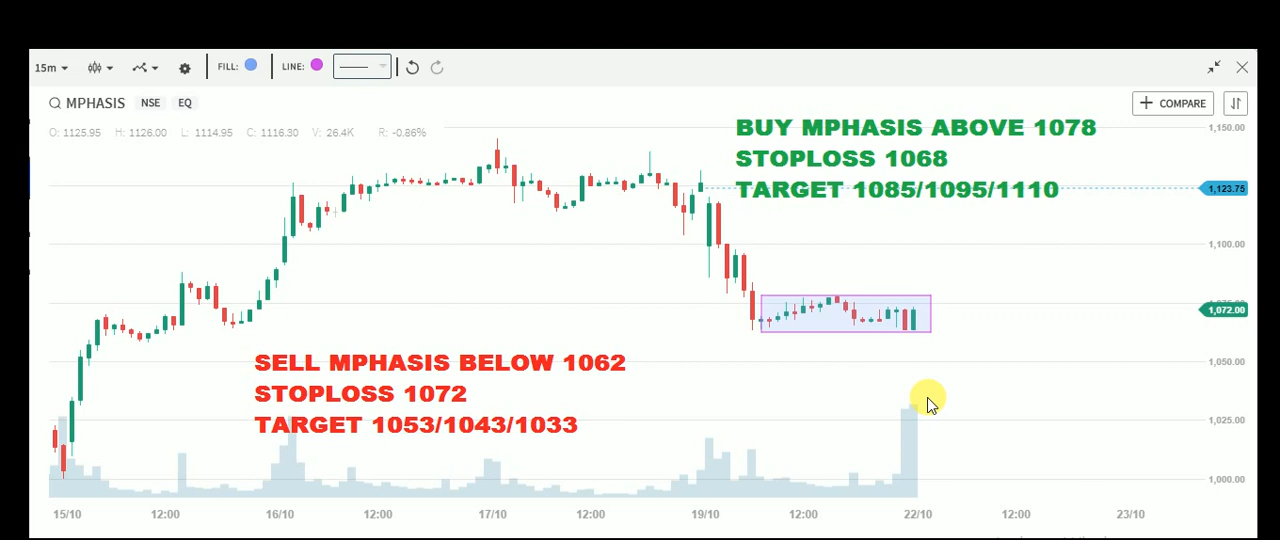 15m FILL: LINE:
MPHASIS NSE EQ COMPARE
O: 1125.95 H: 1126.00 L: 1114.95 C: 1116.30 V: 26.4K R: -0.86%
BUY MPHASIS ABOVE 1078
STOPLOSS 1068
TARGET 1085/1095/1110
1,150.00
1,123.75
1,100.00
1,072.00
1,050.00
1,025.00
1,000.00
SELL MPHASIS BELOW 1062
STOPLOSS 1072
TARGET 1053/1043/1033
15/10 12:00 16/10 12:00 17/10 12:00 19/10 12:00 22/10 12:00 23/10